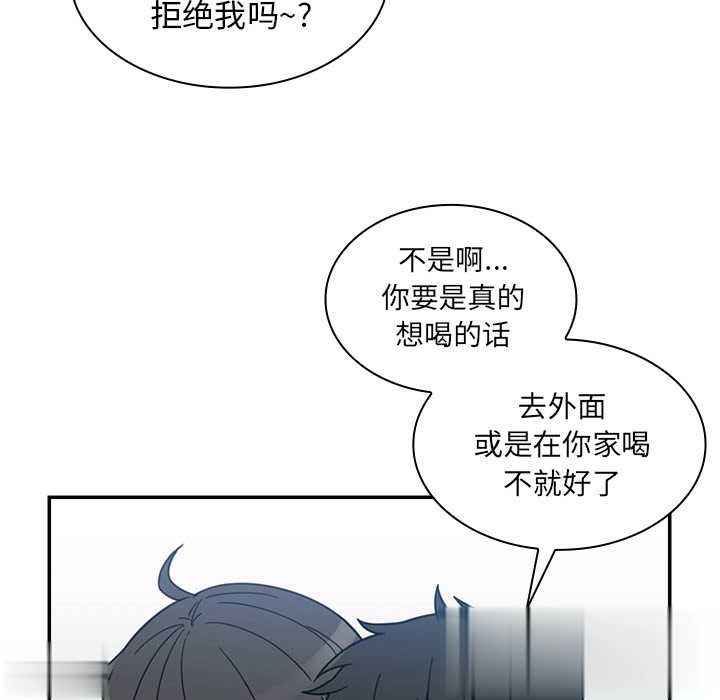 拒绝我吗~?
不是啊...
你要是真的
想喝的话
去外面
或是在你家喝
不就好了